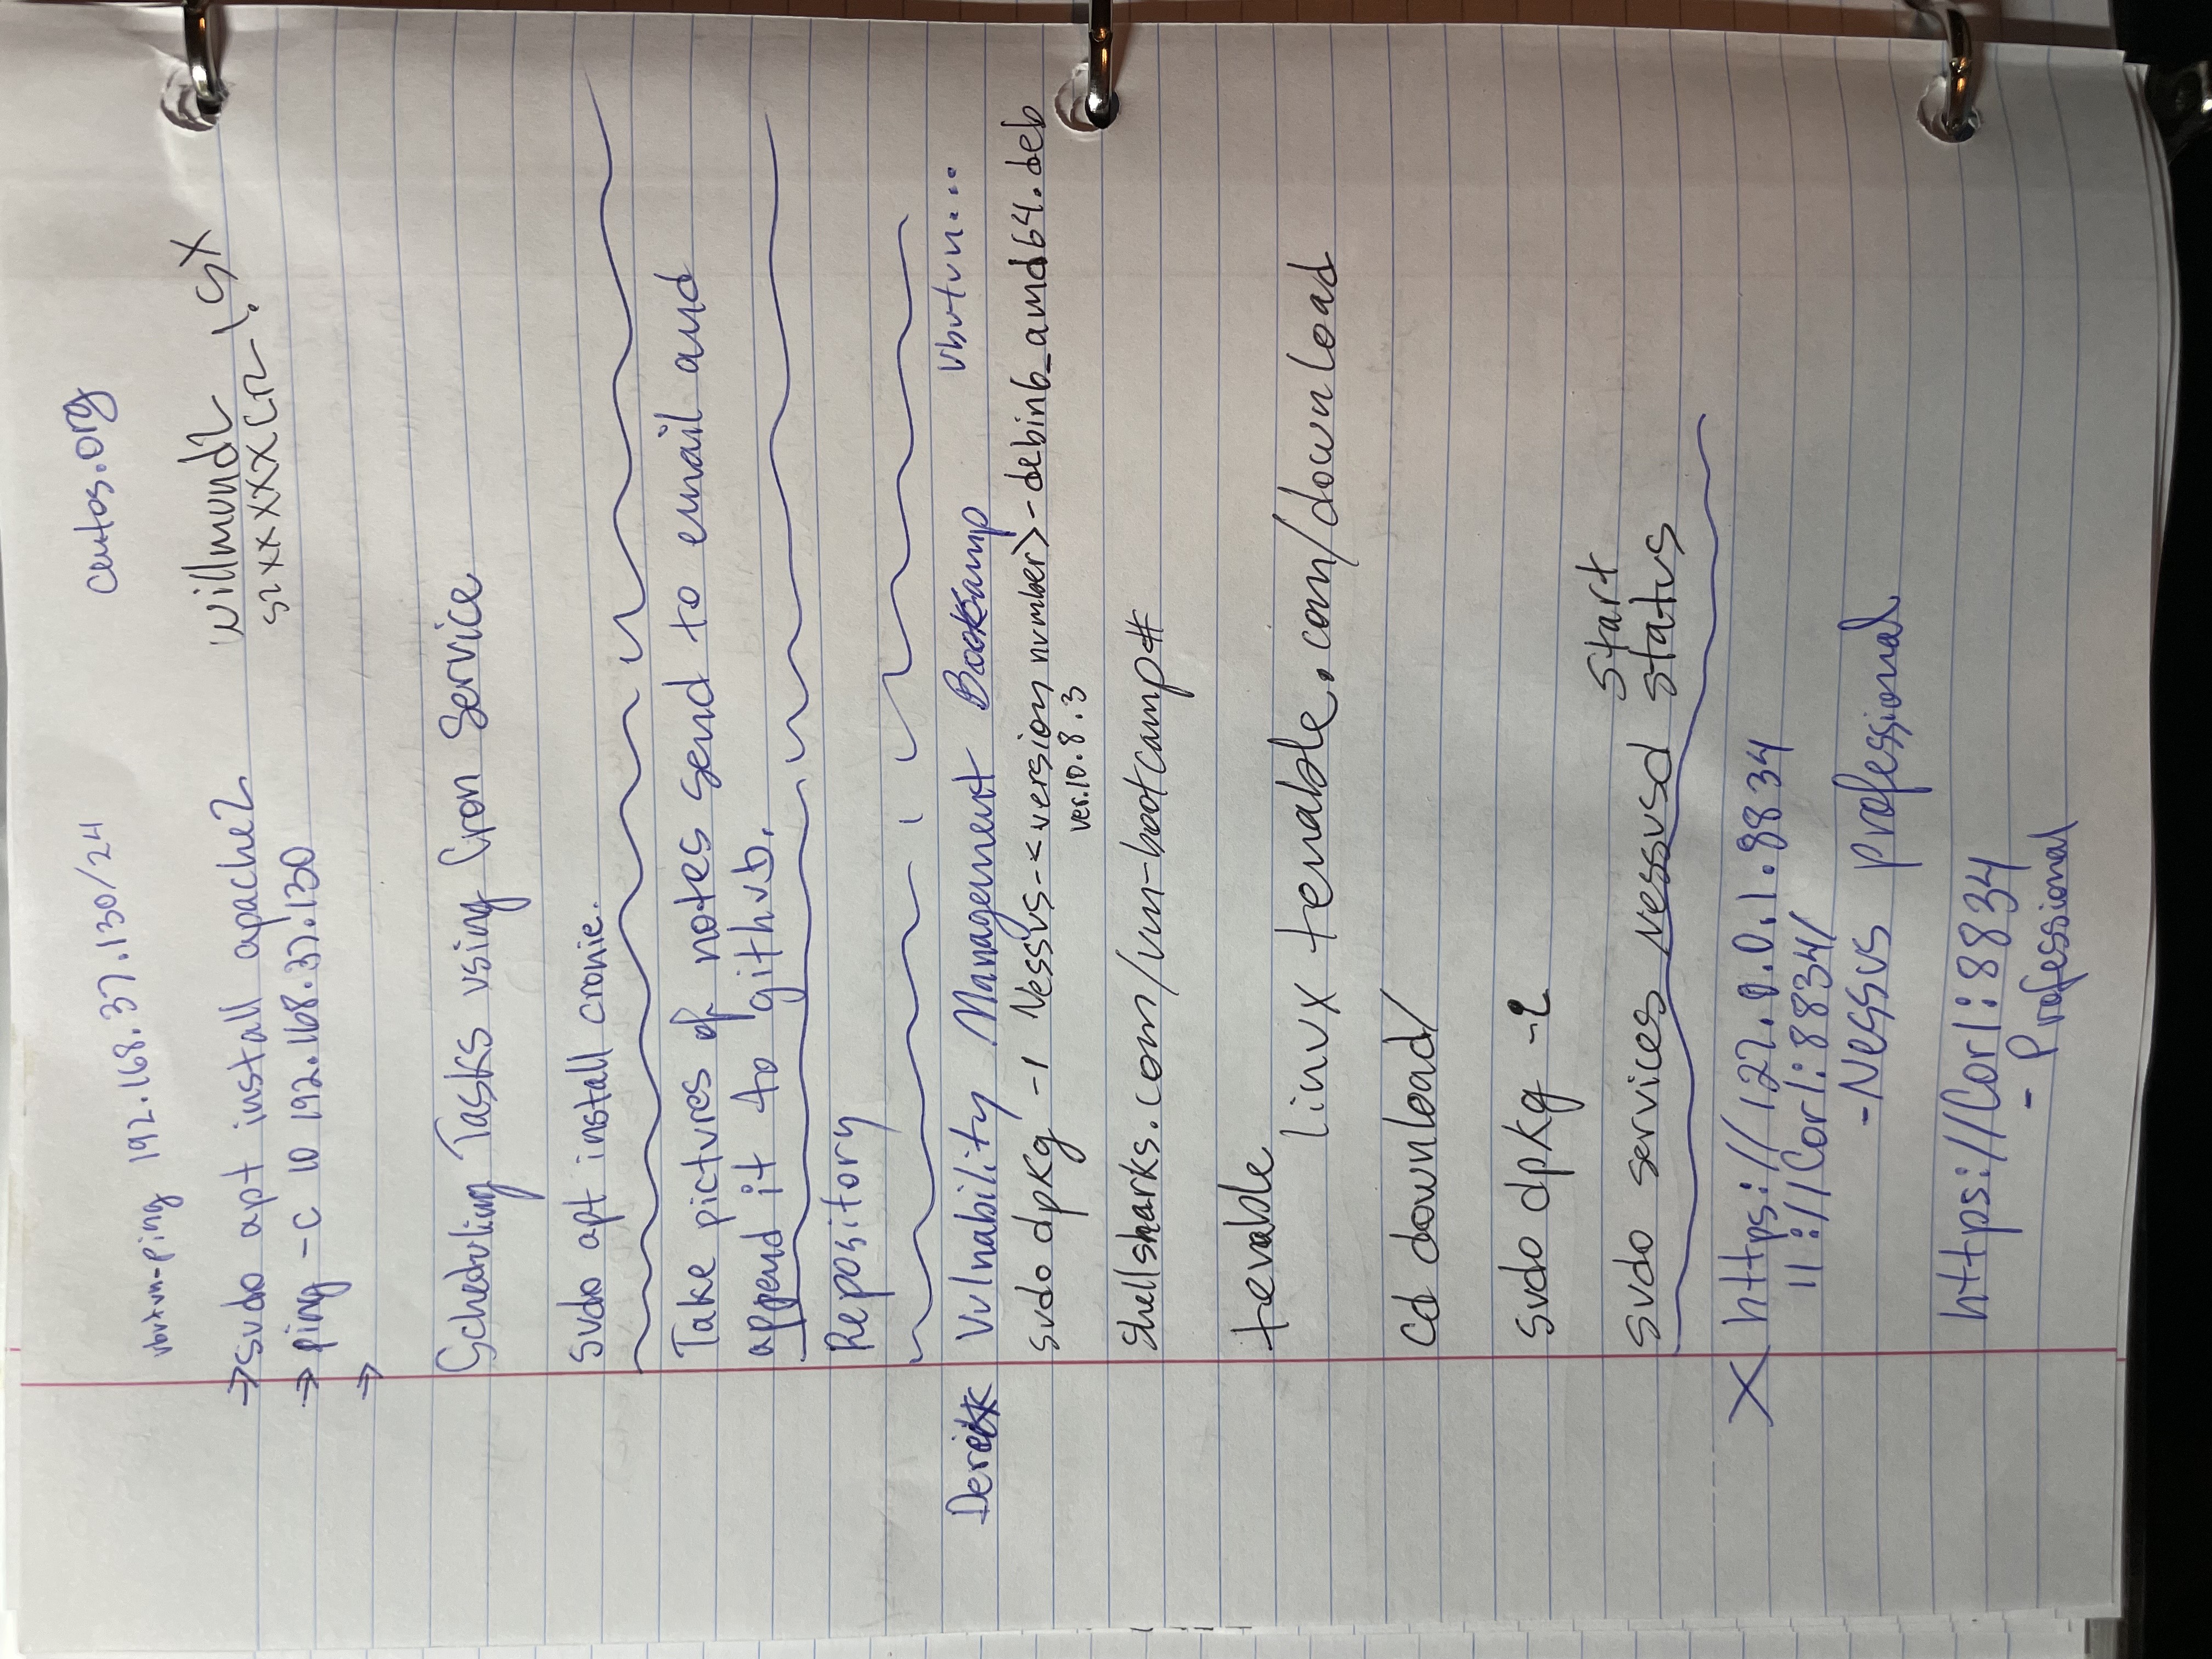 vbvtvn-ping 192.168.37.130/24
centos.org
willmund2
→sudo apt install apache2
→ ping -c 10 192.168.37.130
→
Scheduling Tasks using Cron Service
sudo apt install cronie.
Take pictures of notes send to email and
append it to github.
Repository
Vulnability Management Bootcamp
sudo dpkg -i Nessus-<version number>-debin6_amd64.deb
ver.10.8.3
shellsharks.com/vm-bootcamp#
tenable
linux tenable.com/download
cd download/
sudo dpkg -i
start
sudo services nessusd status
X https://127.0.0.1.8834
11://Corl:8834/
-Nessus professional
https://Corl:8834
- Professional